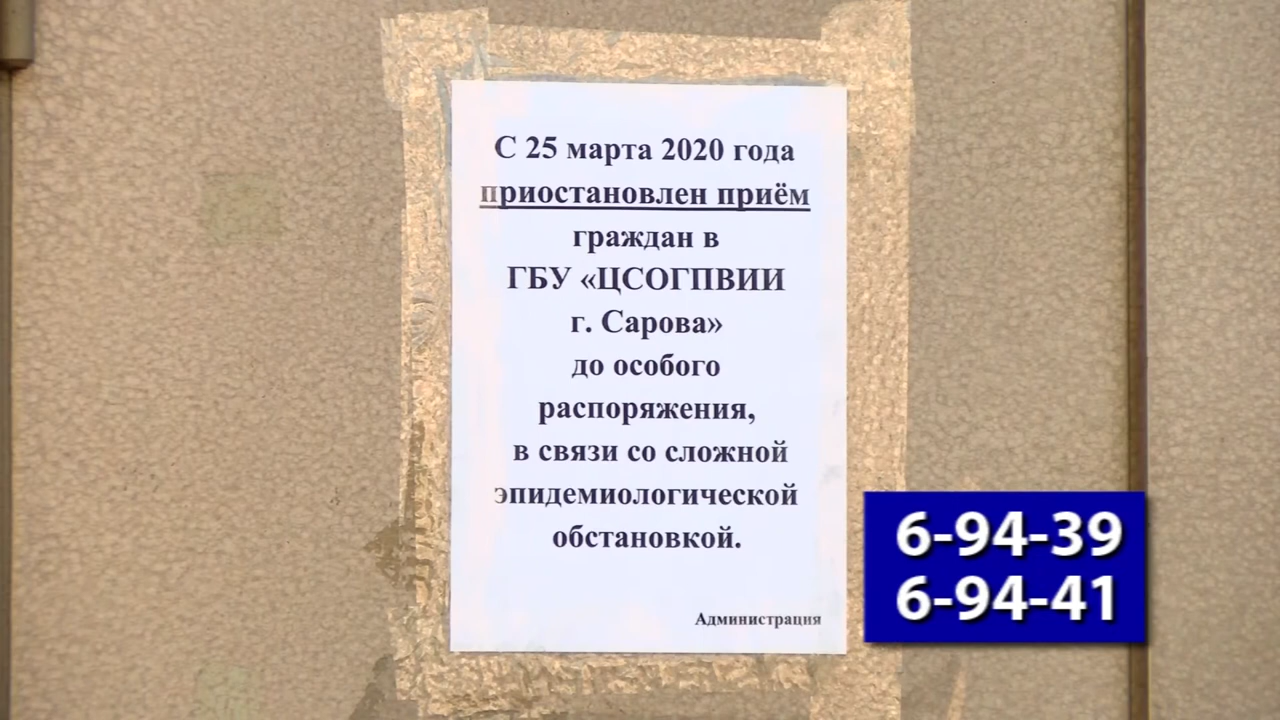 С 25 марта 2020 года
приостановлен приём
граждан в
ГБУ «ЦСОГПВИИ
г. Сарова»
до особого
распоряжения,
в связи со сложной
эпидемиологической
обстановкой.
Администрация
6-94-39
6-94-41